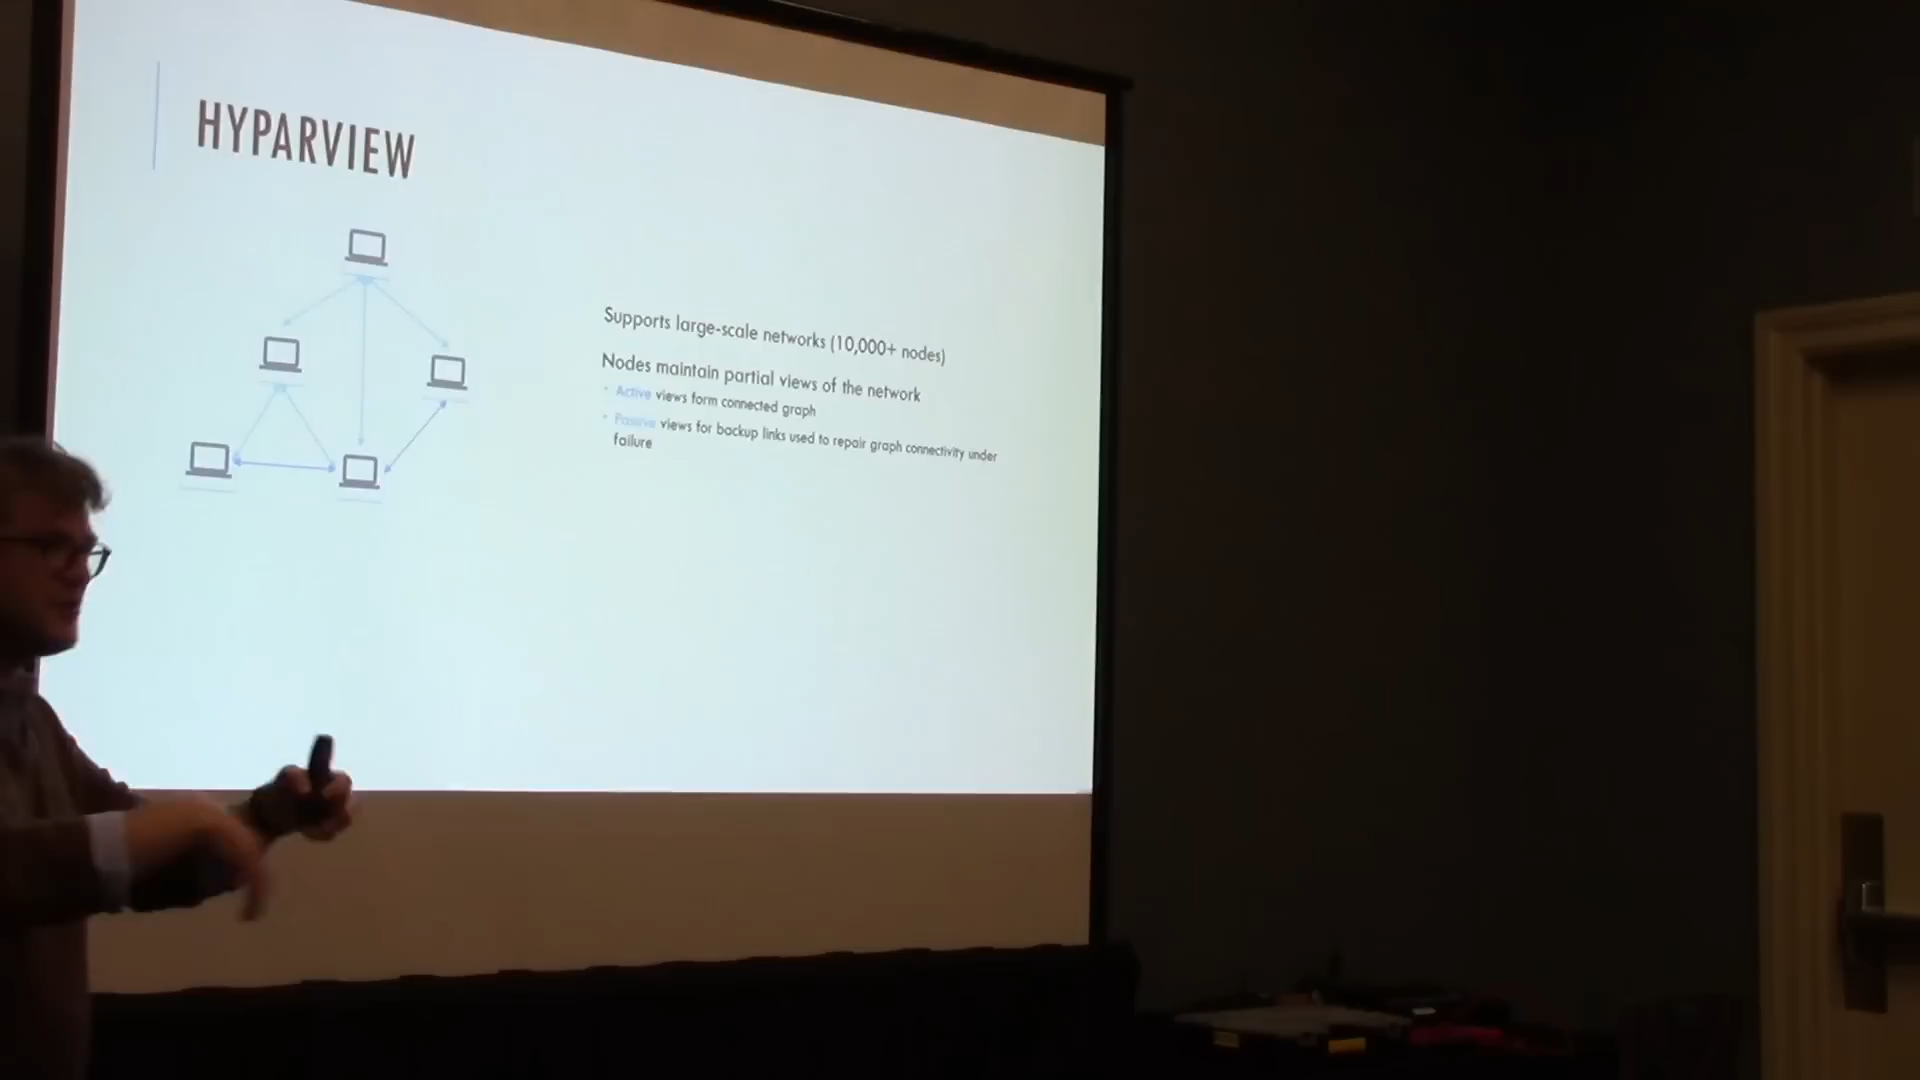 HYPARVIEW
Supports large-scale networks (10,000+ nodes)
Nodes maintain partial views of the network
Active views form connected graph
Passive views for backup links used to repair graph connectivity under
failure